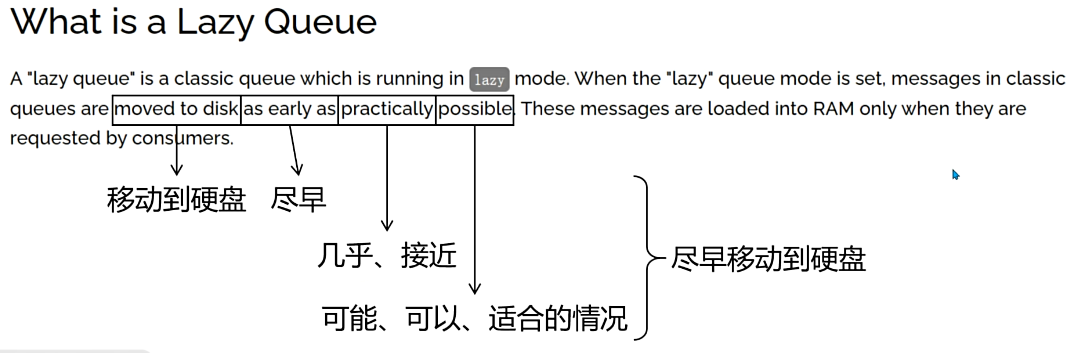 What is a Lazy Queue
A "lazy queue" is a classic queue which is running in lazy mode. When the "lazy" queue mode is set, messages in classic
queues are moved to disk as early as practically possible. These messages are loaded into RAM only when they are
requested by consumers.
移动到硬盘 尽早
几乎、接近
尽早移动到硬盘
可能、可以、适合的情况